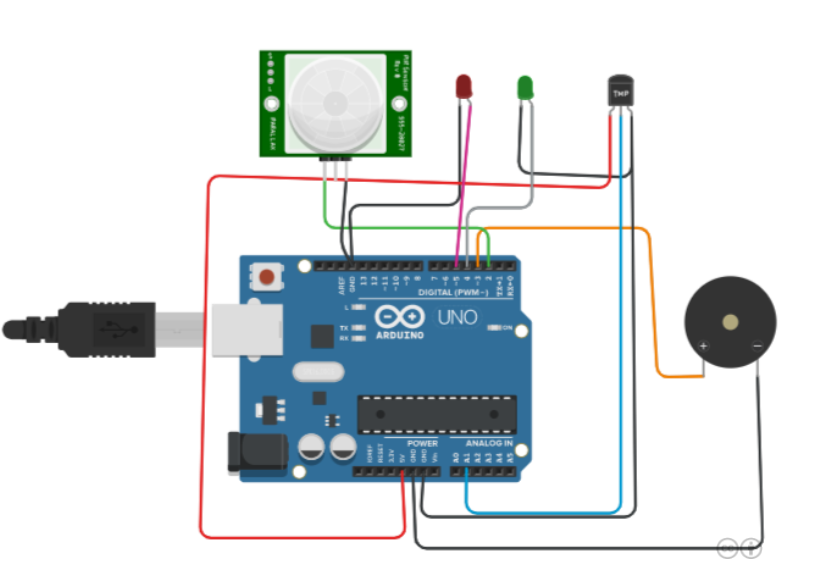 PIR Sensor
Rev B
PARALLAX
555-28027
TMP
AREF
GND
13
12
~11
~10
~9
8
7
~6
~5
4
~3
2
TX→1
RX←0
DIGITAL (PWM~)
L
TX
RX
ARDUINO
UNO
ON
POWER
ANALOG IN
IOREF
RESET
3.3V
5V
GND
GND
Vin
A0
A1
A2
A3
A4
A5
+
−
cc